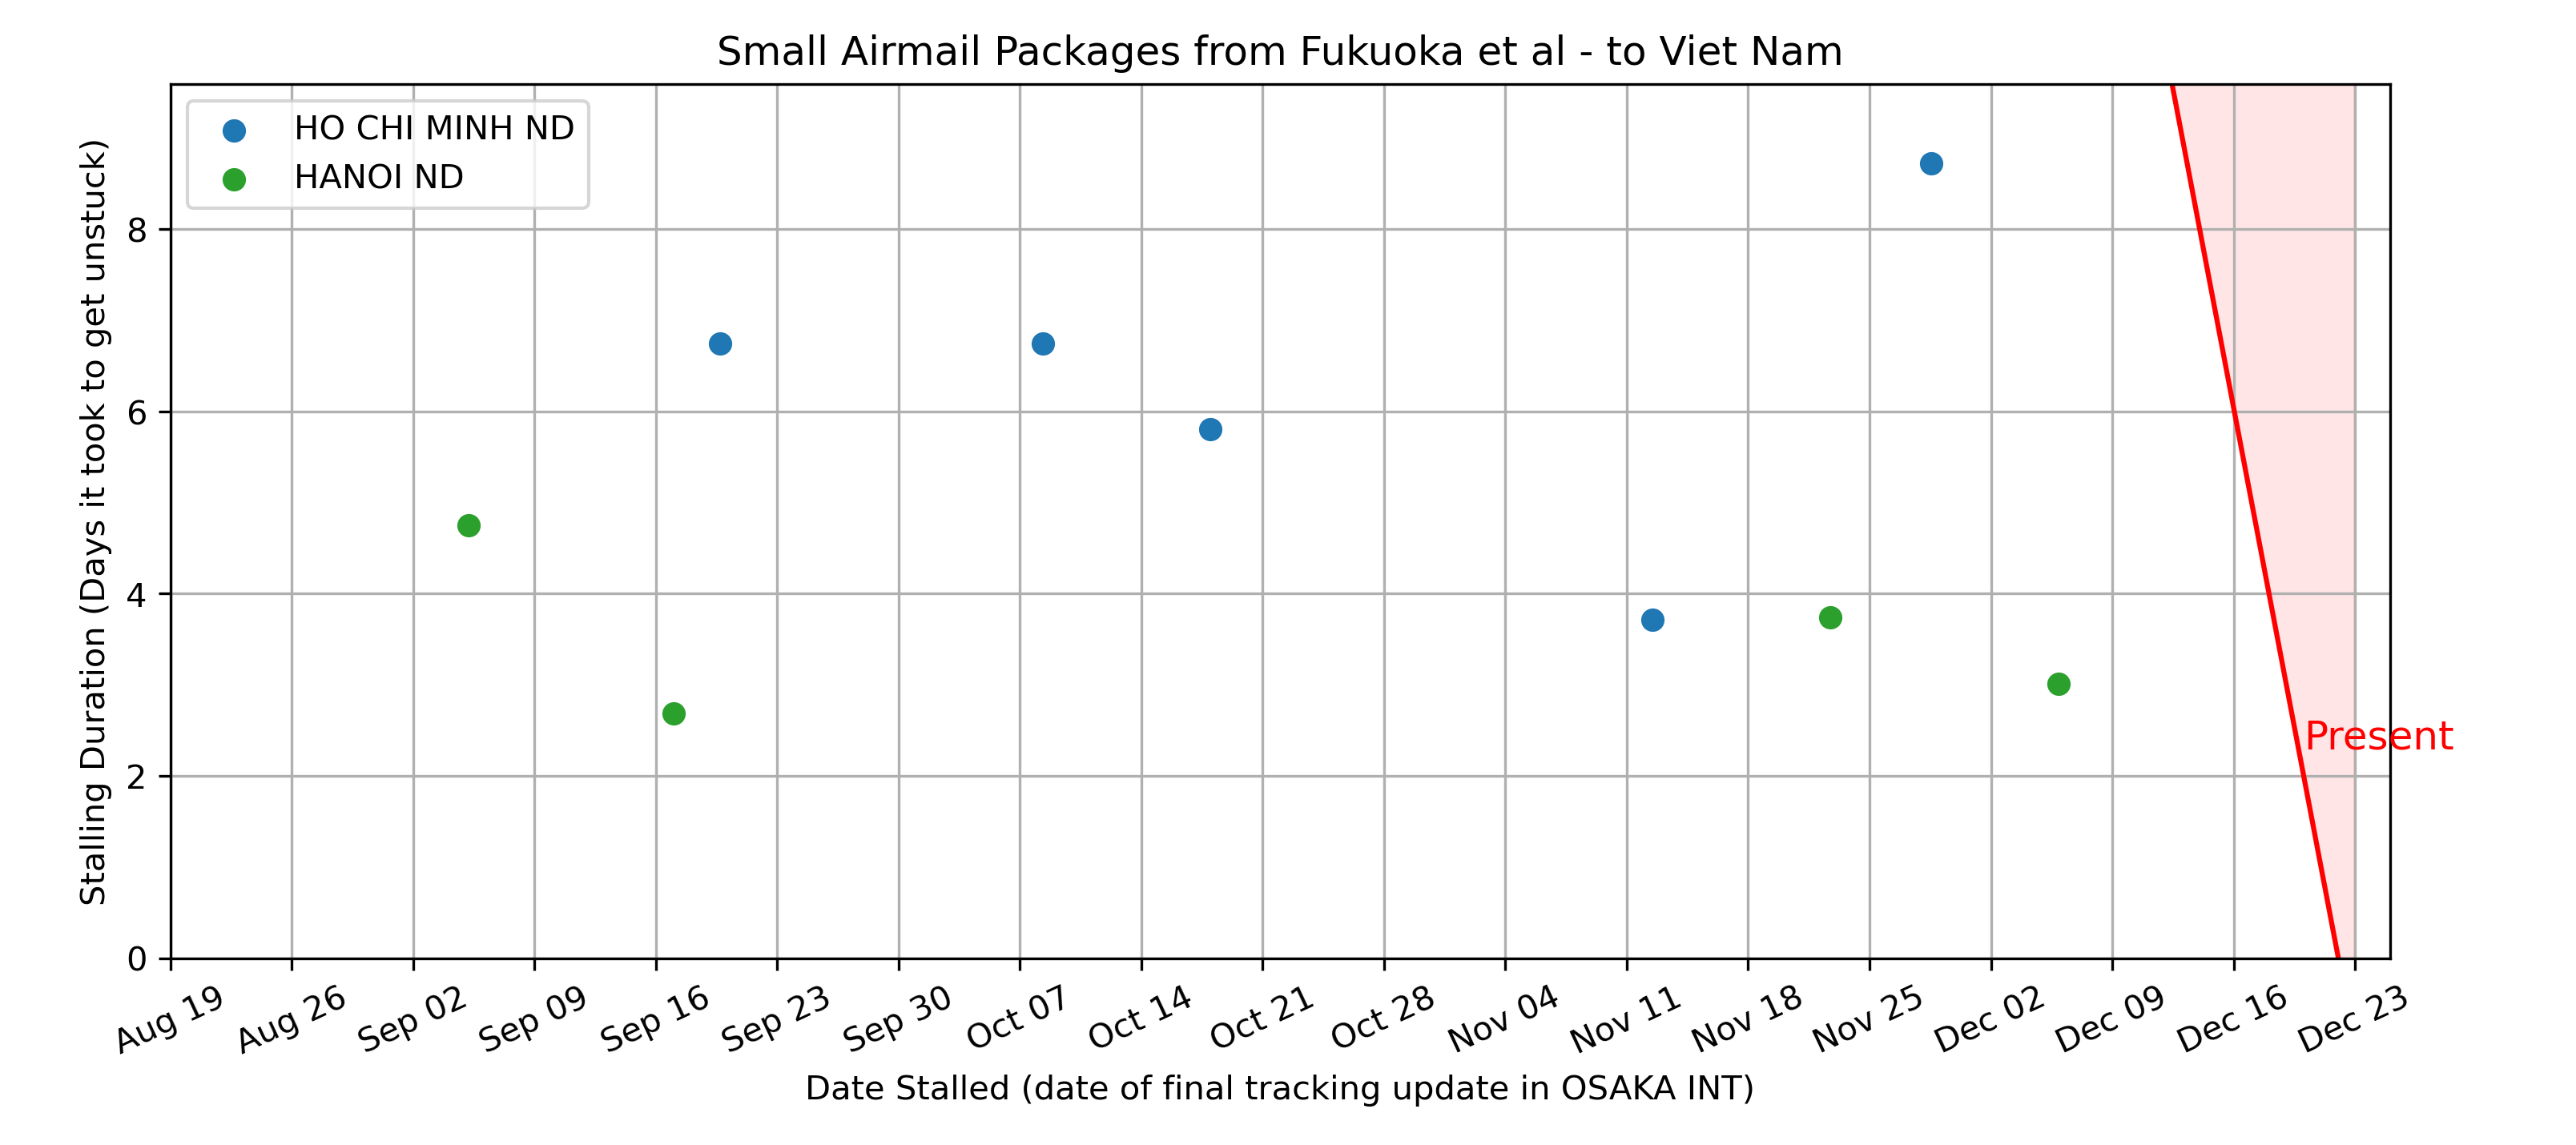 Small Airmail Packages from Fukuoka et al - to Viet Nam
HO CHI MINH ND
HANOI ND
Stalling Duration (Days it took to get unstuck)
8
6
4
2
0
Present
Aug 19
Aug 26
Sep 02
Sep 09
Sep 16
Sep 23
Sep 30
Oct 07
Oct 14
Oct 21
Oct 28
Nov 04
Nov 11
Nov 18
Nov 25
Dec 02
Dec 09
Dec 16
Dec 23
Date Stalled (date of final tracking update in OSAKA INT)